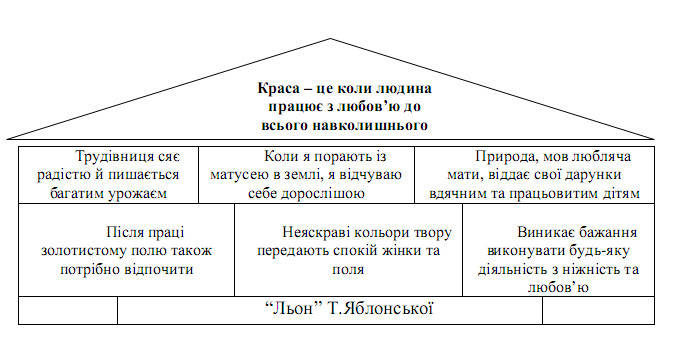 Краса – це коли людина
працює з любов’ю до
всього навколишнього
Трудівниця сяє
радістю й пишається
багатим урожаєм
Коли я порають із
матусею в землі, я відчуваю
себе дорослішою
Природа, мов любляча
мати, віддає свої дарунки
вдячним та працьовитим дітям
Після праці
золотистому полю також
потрібно відпочити
Неяскраві кольори твору
передають спокій жінки та
поля
Виникає бажання
виконувати будь-яку
діяльність з ніжність та
любов’ю
“Льон” Т.Яблонської